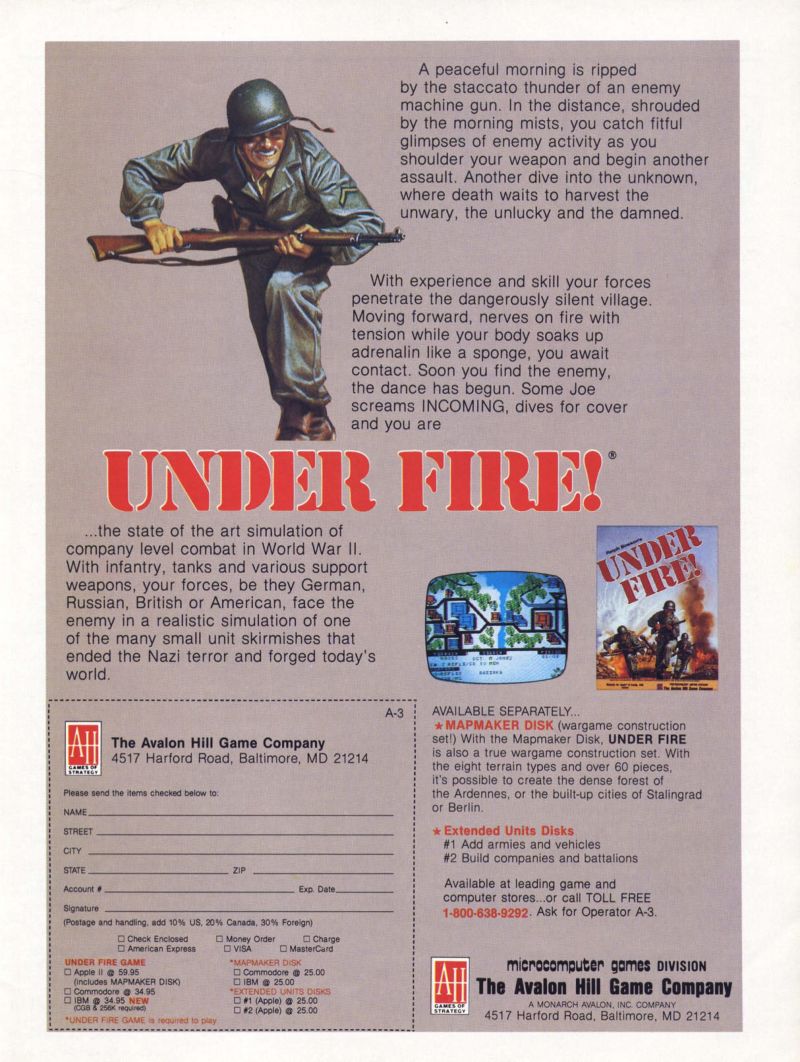 A peaceful morning is ripped
by the staccato thunder of an enemy
machine gun. In the distance, shrouded
by the morning mists, you catch fitful
glimpses of enemy activity as you
shoulder your weapon and begin another
assault. Another dive into the unknown,
where death waits to harvest the
unwary, the unlucky and the damned.
With experience and skill your forces
penetrate the dangerously silent village.
Moving forward, nerves on fire with
tension while your body soaks up
adrenalin like a sponge, you await
contact. Soon you find the enemy,
the dance has begun. Some Joe
screams INCOMING, dives for cover
and you are
UNDER FIRE!®
...the state of the art simulation of
company level combat in World War II.
With infantry, tanks and various support
weapons, your forces, be they German,
Russian, British or American, face the
enemy in a realistic simulation of one
of the many small unit skirmishes that
ended the Nazi terror and forged today's
world.
UNDER
FIRE!
The Avalon Hill Game Company
AVAILABLE SEPARATELY...
★ MAPMAKER DISK (wargame construction
set!) With the Mapmaker Disk, UNDER FIRE
is also a true wargame construction set. With
the eight terrain types and over 60 pieces,
it's possible to create the dense forest of
the Ardennes, or the built-up cities of Stalingrad
or Berlin.
★ Extended Units Disks
#1 Add armies and vehicles
#2 Build companies and battalions
Available at leading game and
computer stores...or call TOLL FREE
1-800-638-9292. Ask for Operator A-3.
A-3
AH
GAMES OF
STRATEGY
The Avalon Hill Game Company
4517 Harford Road, Baltimore, MD 21214
Please send the items checked below to:
NAME
STREET
CITY
STATE ZIP
Account # Exp. Date
Signature
(Postage and handling, add 10% US, 20% Canada, 30% Foreign)
☐ Check Enclosed ☐ Money Order ☐ Charge
☐ American Express ☐ VISA ☐ MasterCard
UNDER FIRE GAME
☐ Apple II @ 59.95
(includes MAPMAKER DISK)
☐ Commodore @ 34.95
☐ IBM @ 34.95 NEW
(CGB & 256K required)
*MAPMAKER DISK
☐ Commodore @ 25.00
☐ IBM @ 25.00
*EXTENDED UNITS DISKS
☐ #1 (Apple) @ 25.00
☐ #2 (Apple) @ 25.00
*UNDER FIRE GAME is required to play
AH
GAMES OF
STRATEGY
microcomputer games DIVISION
The Avalon Hill Game Company
A MONARCH AVALON, INC. COMPANY
4517 Harford Road, Baltimore, MD 21214